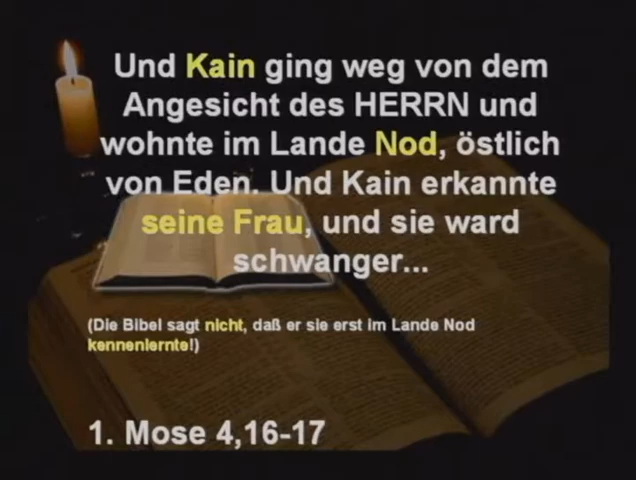 Und Kain ging weg von dem
Angesicht des HERRN und
wohnte im Lande Nod, östlich
von Eden. Und Kain erkannte
seine Frau, und sie ward
schwanger...
(Die Bibel sagt nicht, daß er sie erst im Lande Nod
kennenlernte!)
1. Mose 4,16-17